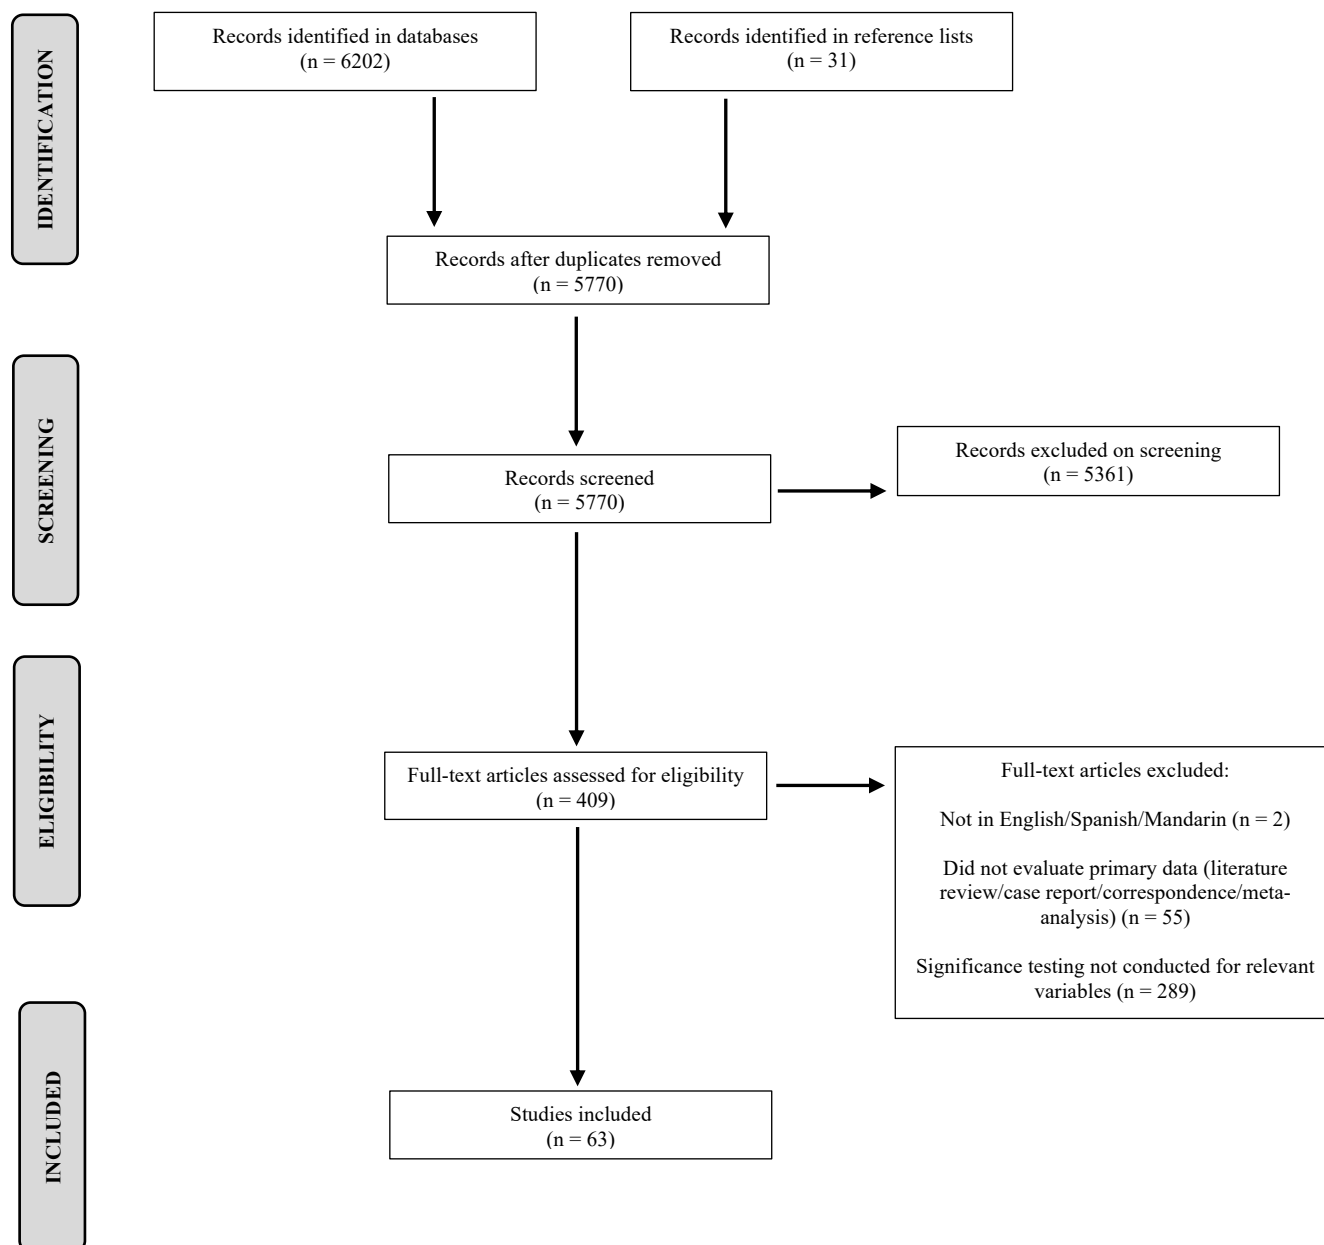 IDENTIFICATION
Records identified in databases
(n = 6202)
Records identified in reference lists
(n = 31)
Records after duplicates removed
(n = 5770)
SCREENING
Records screened
(n = 5770)
Records excluded on screening
(n = 5361)
ELIGIBILITY
Full-text articles assessed for eligibility
(n = 409)
Full-text articles excluded:
Not in English/Spanish/Mandarin (n = 2)
Did not evaluate primary data (literature
review/case report/correspondence/meta-
analysis) (n = 55)
Significance testing not conducted for relevant
variables (n = 289)
INCLUDED
Studies included
(n = 63)